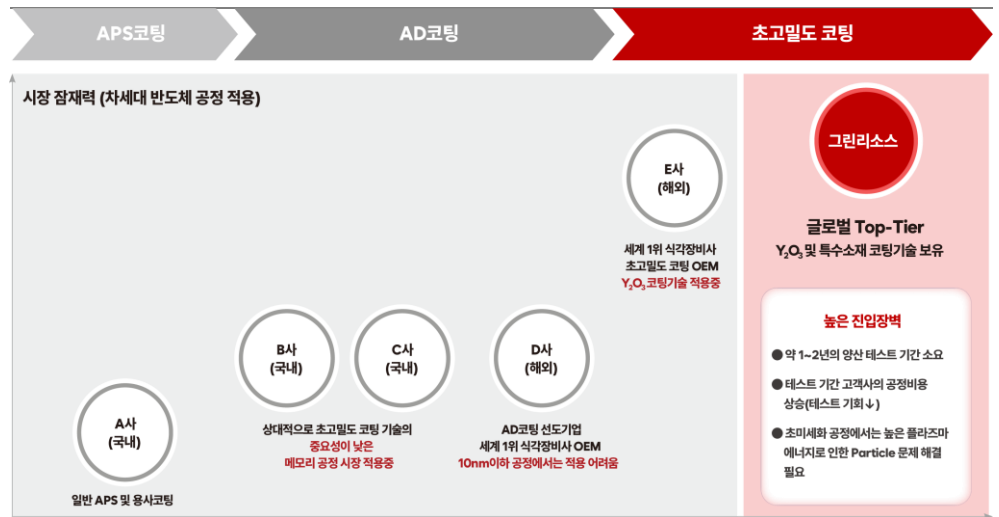 APS코팅
AD코팅
초고밀도 코팅
시장 잠재력 (차세대 반도체 공정 적용)
그린리소스
글로벌 Top-Tier
Y₂O₃ 및 특수소재 코팅기술 보유
높은 진입장벽
● 약 1~2년의 양산 테스트 기간 소요
● 테스트 기간 고객사의 공정비용
상승(테스트 기회↓)
● 초미세화 공정에서는 높은 플라즈마
에너지로 인한 Particle 문제 해결
필요
E사
(해외)
세계 1위 식각장비사
초고밀도 코팅 OEM
Y₂O₃ 코팅기술 적용중
B사
(국내)
C사
(국내)
상대적으로 초고밀도 코팅 기술의
중요성이 낮은
메모리 공정 시장 적용중
D사
(해외)
AD코팅 선도기업
세계 1위 식각장비사 OEM
10nm이하 공정에서는 적용 어려움
A사
(국내)
일반 APS 및 용사코팅